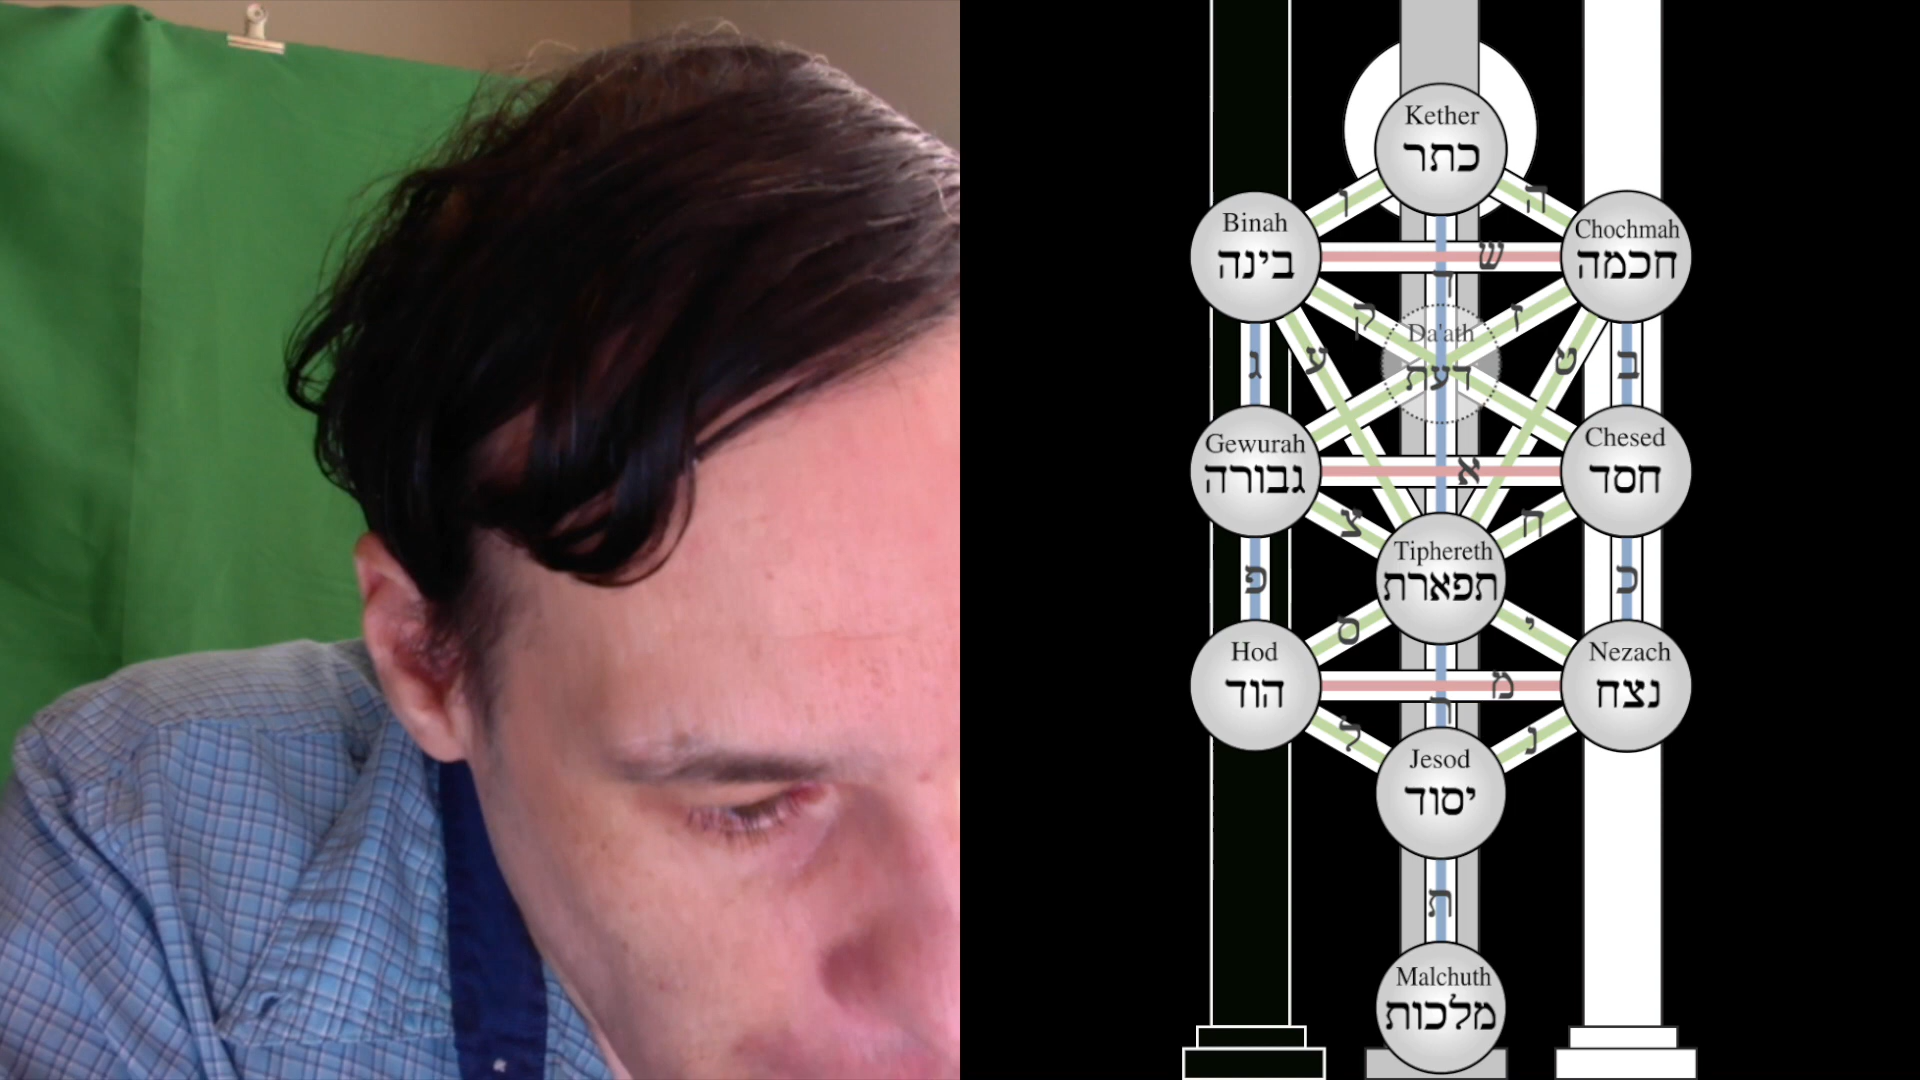 Kether
כתר
ו
ה
Binah
בינה
Chochmah
חכמה
ש
ד
ק
ז
Da'ath
דעת
ג
ע
ט
ב
Gewurah
גבורה
Chesed
חסד
א
צ
ח
Tiphereth
תפארת
פ
כ
ס
י
Hod
הוד
Nezach
נצח
מ
ר
ל
נ
Jesod
יסוד
ת
Malchuth
מלכות